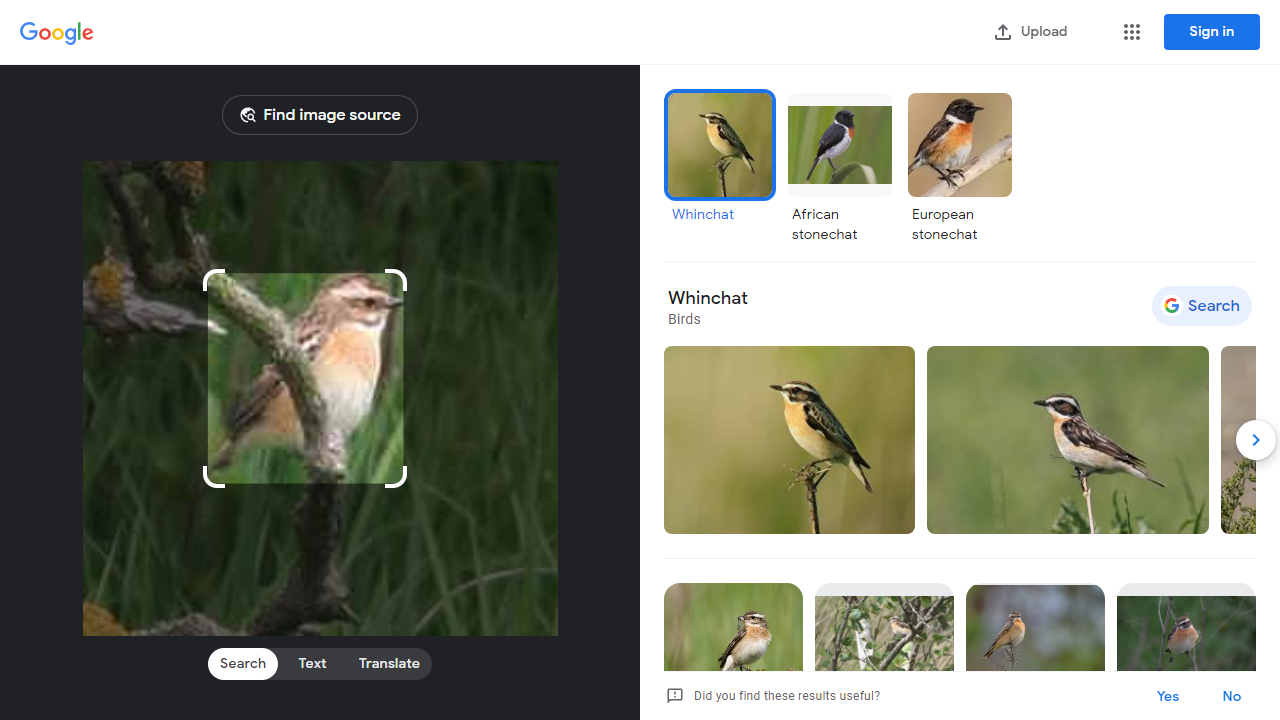 Google
Upload
Sign in
Find image source
Search
Text
Translate
Whinchat
African
stonechat
European
stonechat
Whinchat
Birds
Search
Did you find these results useful?
Yes
No